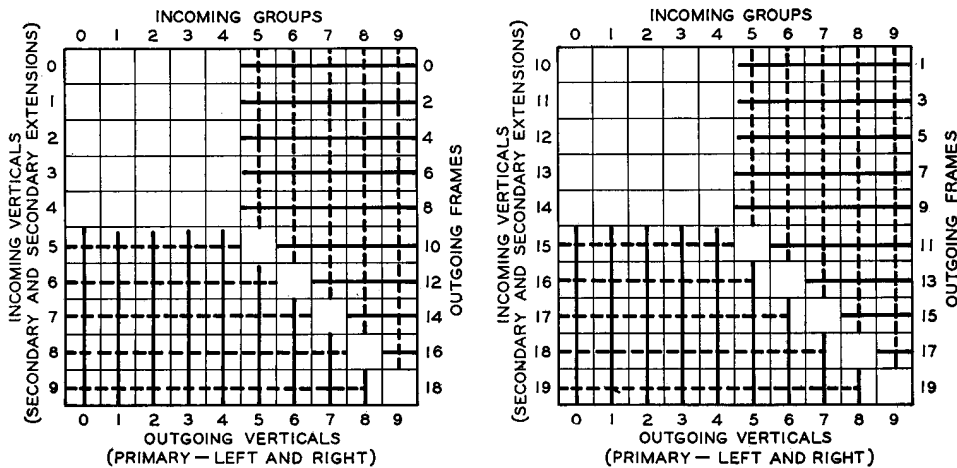 INCOMING GROUPS
0 1 2 3 4 5 6 7 8 9
INCOMING VERTICALS
(SECONDARY AND SECONDARY EXTENSIONS)
0
1
2
3
4
5
6
7
8
9
0
2
4
6
8
10
12
14
16
18
OUTGOING FRAMES
0 1 2 3 4 5 6 7 8 9
OUTGOING VERTICALS
(PRIMARY — LEFT AND RIGHT)
INCOMING GROUPS
0 1 2 3 4 5 6 7 8 9
INCOMING VERTICALS
(SECONDARY AND SECONDARY EXTENSION)
10
11
12
13
14
15
16
17
18
19
1
3
5
7
9
11
13
15
17
19
OUTGOING FRAMES
0 1 2 3 4 5 6 7 8 9
OUTGOING VERTICALS
(PRIMARY — LEFT AND RIGHT)